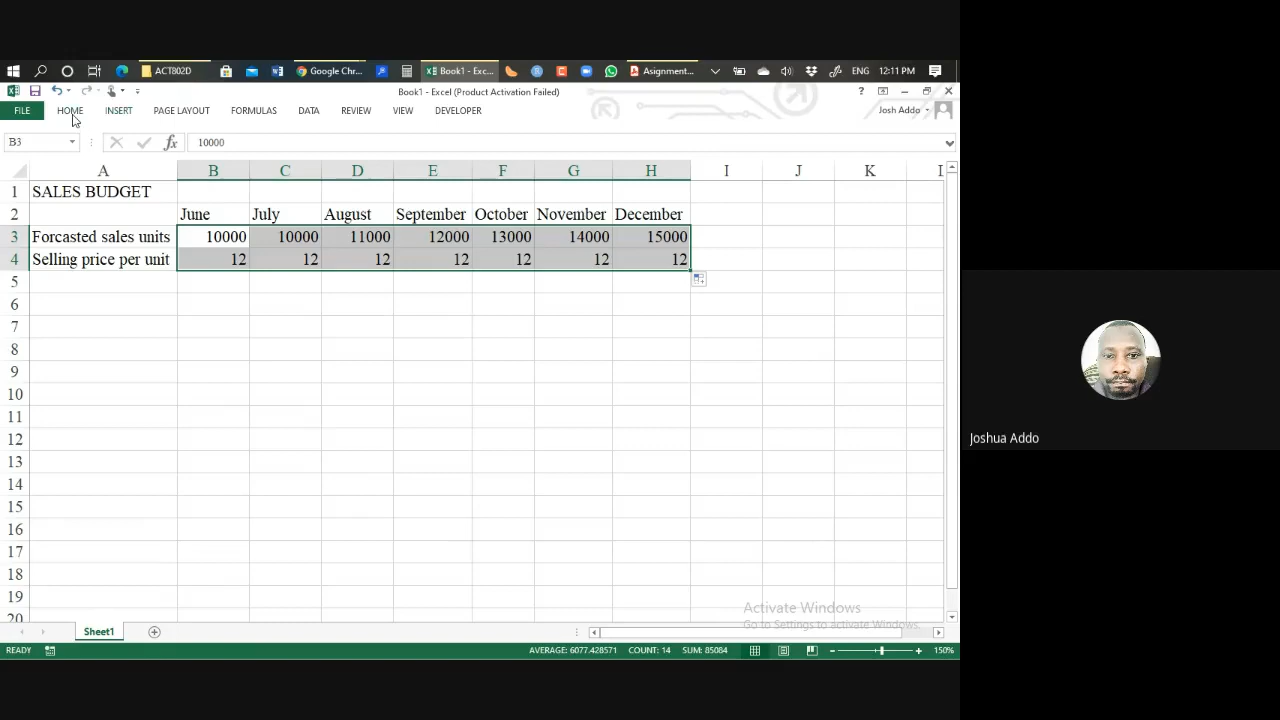 ACT802D
Google Chr...
Book1 - Exc...
Asignment...
ENG
12:11 PM
Book1 - Excel (Product Activation Failed)
?
FILE HOME INSERT PAGE LAYOUT FORMULAS DATA REVIEW VIEW DEVELOPER
Josh Addo
B3
fx
10000
A B C D E F G H I J K L
1 SALES BUDGET
2 June July August September October November December
3 Forcasted sales units 10000 10000 11000 12000 13000 14000 15000
4 Selling price per unit 12 12 12 12 12 12 12
5
6
7
8
9
10
11
12
13
14
15
16
17
18
19
20
Activate Windows
Go to Settings to activate Windows.
Sheet1
READY
AVERAGE: 6077.428571 COUNT: 14 SUM: 85084
150%
Joshua Addo